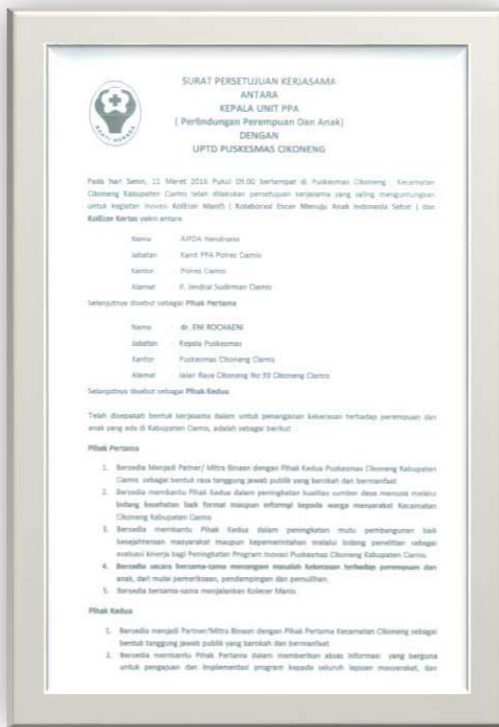 SURAT PERSETUJUAN KERJASAMA
ANTARA
KEPALA UNIT PPA
( Perlindungan Perempuan Dan Anak)
DENGAN
UPTD PUSKESMAS CIKONENG
BAKTI HUSADA
Pada hari Senin, 21 Maret 2016 Pukul 09.00 bertempat di Puskesmas Cikoneng Kecamatan
Cikoneng Kabupaten Ciamis telah dilakukan persetujuan kerjasama yang saling menguntungkan
untuk kegiatan Inovasi KolEcer ManIS ( Kolaborasi Encer Menuju Anak Indonesia Sehat ) dan
KolEcer Kertas yakni antara
Nama : AIPDA Hendriana
Jabatan : Kanit PPA Polres Ciamis
Kantor : Polres Ciamis
Alamat : Jl. Jendral Sudirman Ciamis
Selanjutnya disebut sebagai Pihak Pertama
Nama : dr. ENI ROCHAENI
Jabatan : Kepala Puskesmas
Kantor : Puskesmas Cikoneng Ciamis
Alamat : Jalan Raya Cikoneng No 30 Cikoneng Ciamis
Selanjutnya disebut sebagai Pihak Kedua
Telah disepakati bentuk kerjasama dalam untuk penanganan kekerasan terhadap perempuan dan
anak yang ada di Kabupaten Ciamis, adalah sebagai berikut :
Pihak Pertama
1. Bersedia Menjadi Patner/ Mitra Binaan dengan Pihak Kedua Puskesmas Cikoneng Kabupaten
Ciamis sebagai bentuk rasa tanggung jawab publik yang barokah dan bermanfaat
2. Bersedia membantu Pihak Kedua dalam peningkatan kualitas sumber daya manusia melalui
bidang kesehatan baik formal maupun informal kepada warga masyarakat Kecamatan
Cikoneng Kabupaten Ciamis
3. Bersedia membantu Pihak Kedua dalam peningkatan mutu pembangunan baik
kesejahteraan masyarakat maupun kepemerintahan melalui bidang penelitian sebagai
evaluasi kinerja bagi Peningkatan Program Inovasi Puskesmas Cikoneng Kabupaten Ciamis.
4. Bersedia secara bersama-sama menangani masalah kekerasan terhadap perempuan dan
anak, dari mulai pemeriksaan, pendampingan dan pemulihan.
5. Bersedia bersama-sama menjalankan Kolecer Manis
Pihak Kedua
1. Bersedia menjadi Partner/Mitra Binaan dengan Pihak Pertama Kecamatan Cikoneng sebagai
bentuk tanggung jawab publik yang barokah dan bermanfaat
2. Bersedia membantu Pihak Pertama dalam memberikan akses informasi yang berguna
untuk pengajuan dan implementasi program kepada seluruh lapisan masyarakat, dan